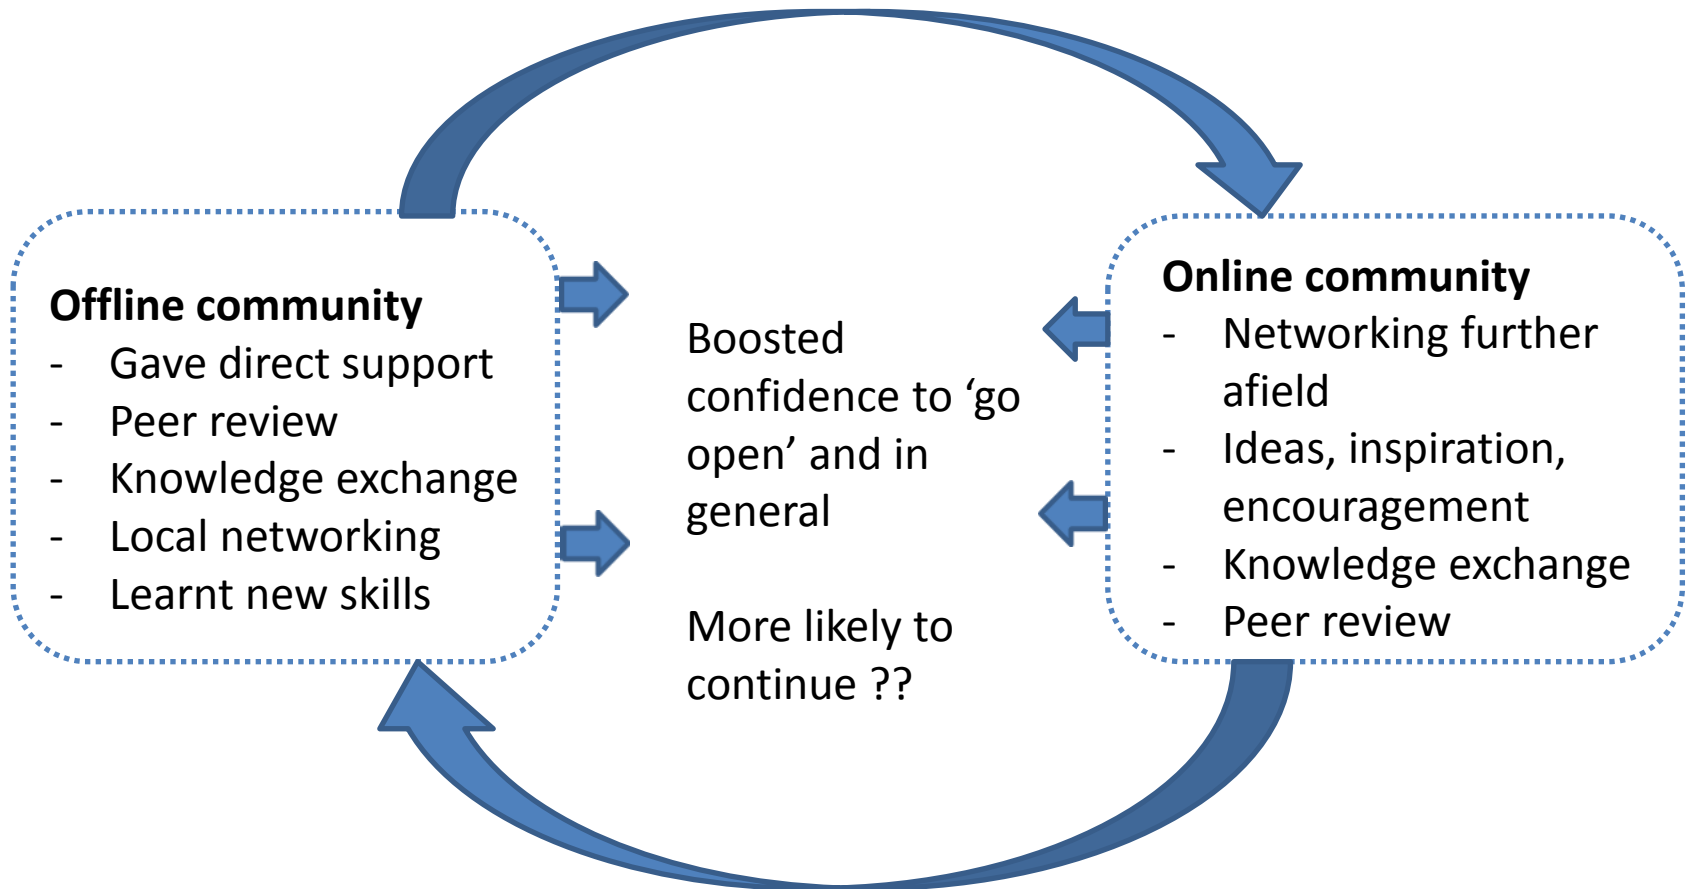 Offline community
- Gave direct support
- Peer review
- Knowledge exchange
- Local networking
- Learnt new skills
Boosted
confidence to ‘go
open’ and in
general
More likely to
continue ??
Online community
- Networking further
afield
- Ideas, inspiration,
encouragement
- Knowledge exchange
- Peer review